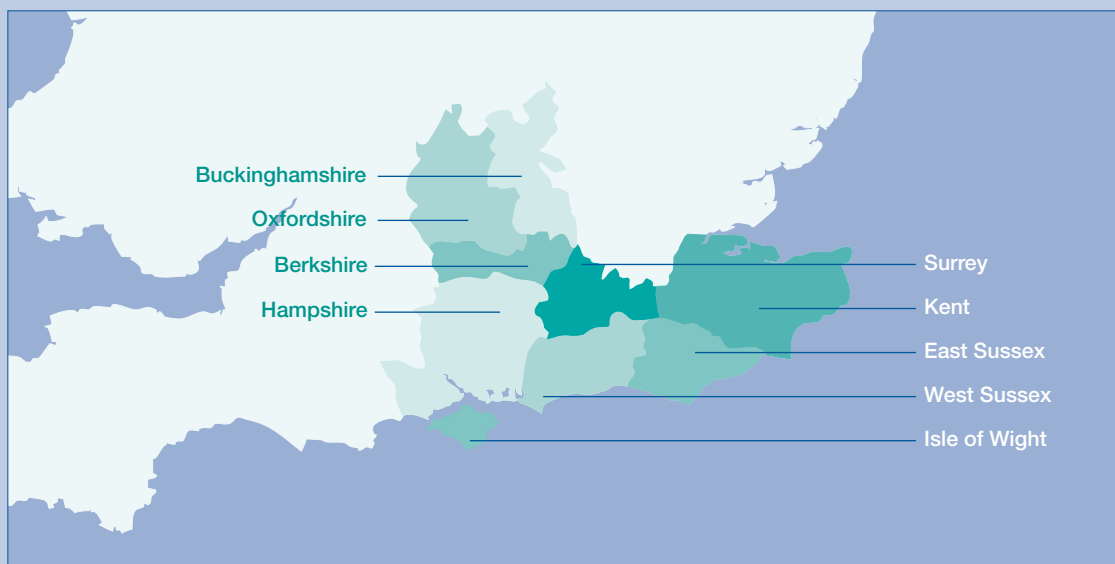 Buckinghamshire
Oxfordshire
Berkshire
Hampshire
Surrey
Kent
East Sussex
West Sussex
Isle of Wight